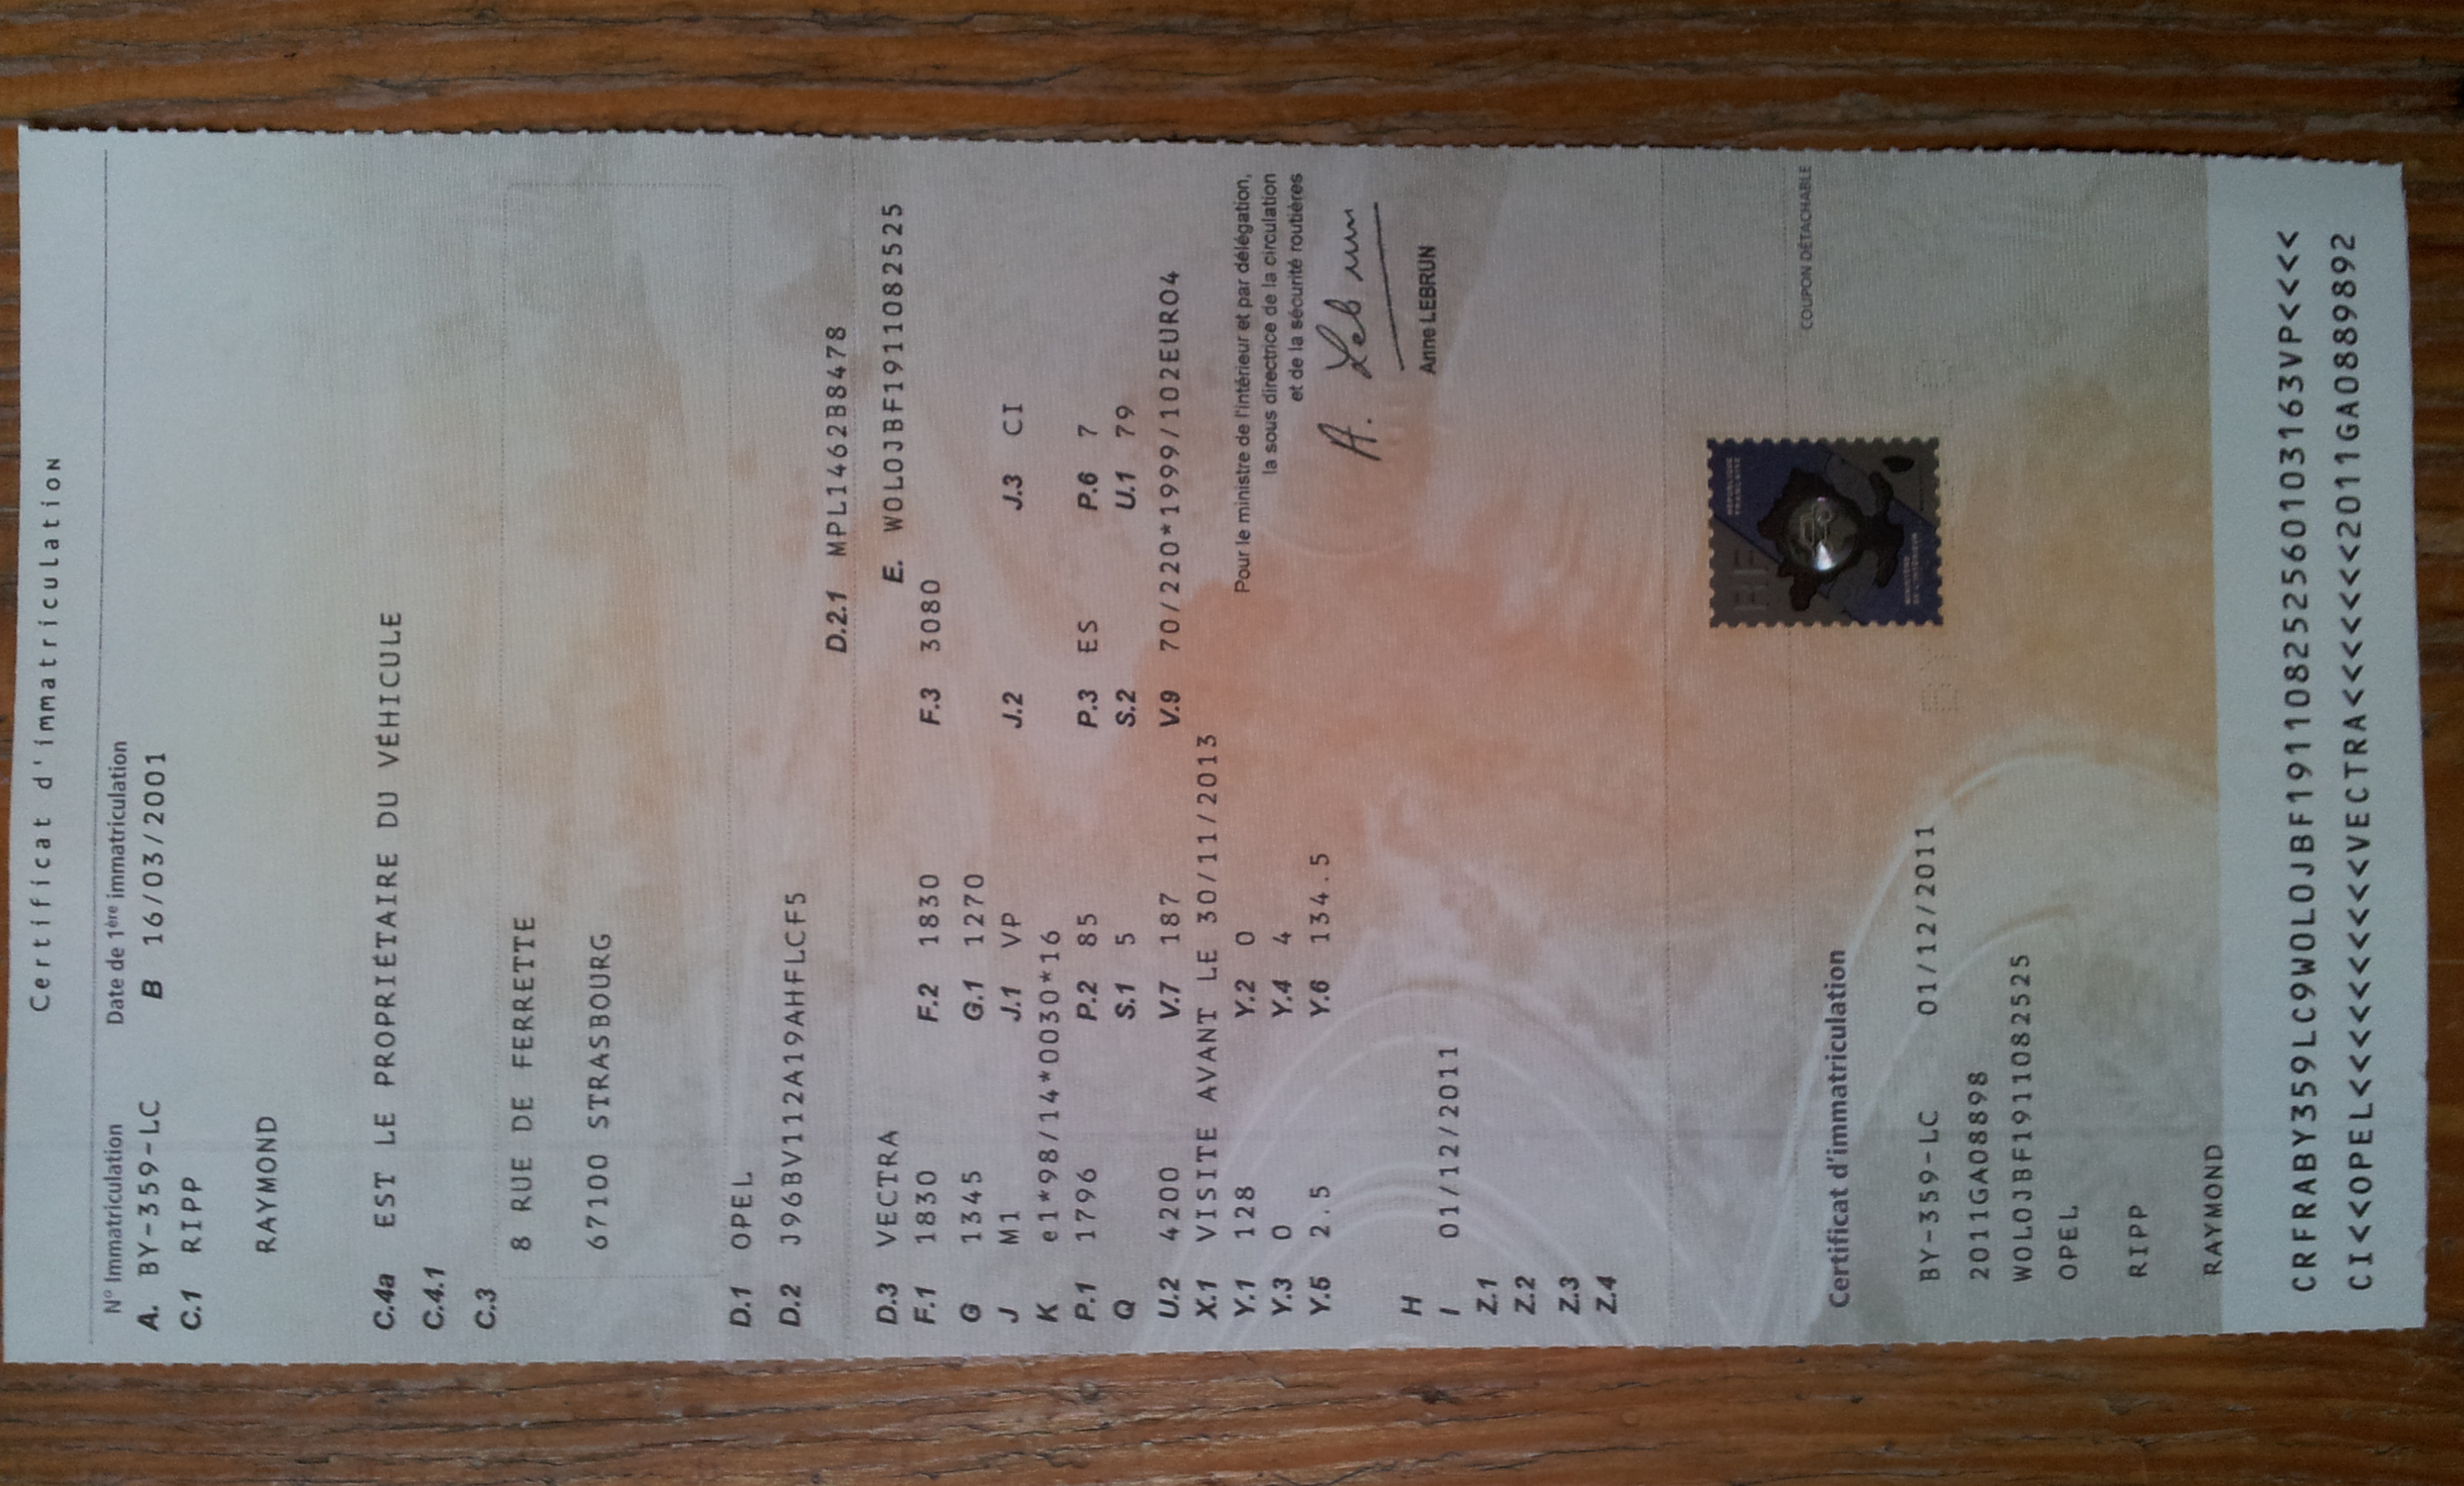 Certificat d'immatriculation
N° Immatriculation Date de 1ère immatriculation
A. BY-359-LC B 16/03/2001
C.1 RIPP
RAYMOND
C.4a EST LE PROPRIÉTAIRE DU VÉHICULE
C.4.1
C.3
8 RUE DE FERRETTE
67100 STRASBOURG
D.1 OPEL
D.2 J96BV112A19AHFLCF5
D.2.1 MPL1462B8478
D.3 VECTRA E. WOLOJBF1911082525
F.1 1830 F.2 1830 F.3 3080
G 1345 G.1 1270
J M1 J.1 VP J.2 J.3 CI
K e1*98/14*0030*16
P.1 1796 P.2 85 P.3 ES P.6 7
Q S.1 5 S.2 U.1 79
U.2 4200 V.7 187 V.9 70/220*1999/102EURO4
X.1 VISITE AVANT LE 30/11/2013
Y.1 128 Y.2 0
Y.3 0 Y.4 4
Y.5 2.5 Y.6 134.5
Pour le ministre de l'intérieur et par délégation,
la sous directrice de la circulation
et de la sécurité routières
A. Lebrun
Anne LEBRUN
H
I 01/12/2011
Z.1
Z.2
Z.3
Z.4
COUPON DÉTACHABLE
Certificat d'immatriculation
RF
RÉPUBLIQUE
FRANÇAISE
BY-359-LC 01/12/2011
2011GA08898
WOLOJBF1911082525
OPEL
RIPP
RAYMOND
CRFRABY359LC9WOLOJBF191108252560103163VP<<<<
CI<<OPEL<<<<<<<<<<<VECTRA<<<<<<<2011GA0889892